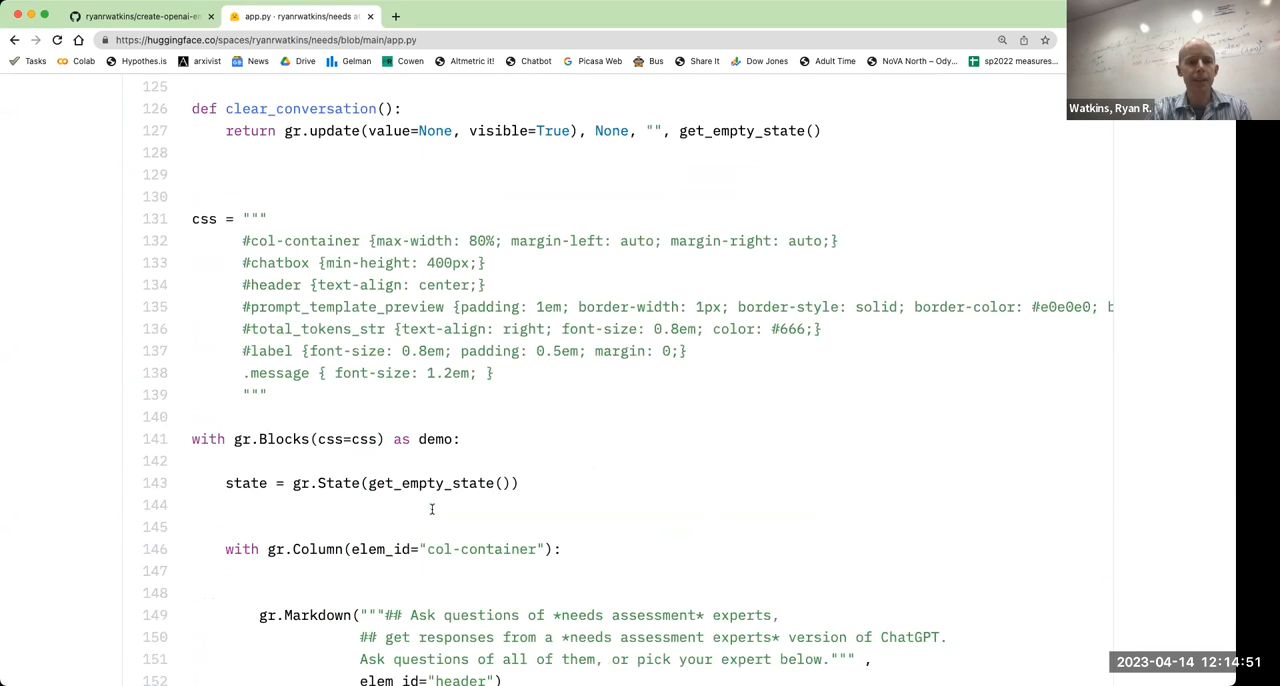 ryanrwatkins/create-openai-en
app.py · ryanrwatkins/needs at
https://huggingface.co/spaces/ryanrwatkins/needs/blob/main/app.py
Tasks Colab Hypothes.is arxivist News Drive Gelman Cowen Altmetric it! Chatbot Picasa Web Bus Share It Dow Jones Adult Time NoVA North – Ody... sp2022 measures...
Watkins, Ryan R.
125
126 def clear_conversation():
127 return gr.update(value=None, visible=True), None, "", get_empty_state()
128
129
130
131 css = """
132 #col-container {max-width: 80%; margin-left: auto; margin-right: auto;}
133 #chatbox {min-height: 400px;}
134 #header {text-align: center;}
135 #prompt_template_preview {padding: 1em; border-width: 1px; border-style: solid; border-color: #e0e0e0; b
136 #total_tokens_str {text-align: right; font-size: 0.8em; color: #666;}
137 #label {font-size: 0.8em; padding: 0.5em; margin: 0;}
138 .message { font-size: 1.2em; }
139 """
140
141 with gr.Blocks(css=css) as demo:
142
143 state = gr.State(get_empty_state())
144
145
146 with gr.Column(elem_id="col-container"):
147
148
149 gr.Markdown("""## Ask questions of *needs assessment* experts,
150 ## get responses from a *needs assessment experts* version of ChatGPT.
151 Ask questions of all of them, or pick your expert below.""" ,
152 elem_id="header")
2023-04-14 12:14:51